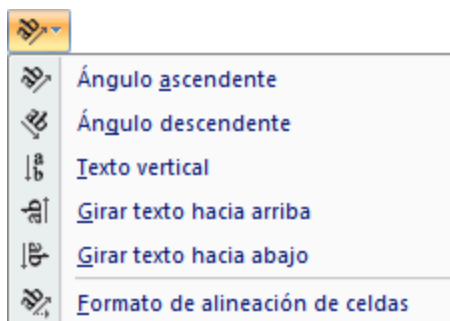 Ángulo ascendente
Ángulo descendente
Texto vertical
Girar texto hacia arriba
Girar texto hacia abajo
Formato de alineación de celdas